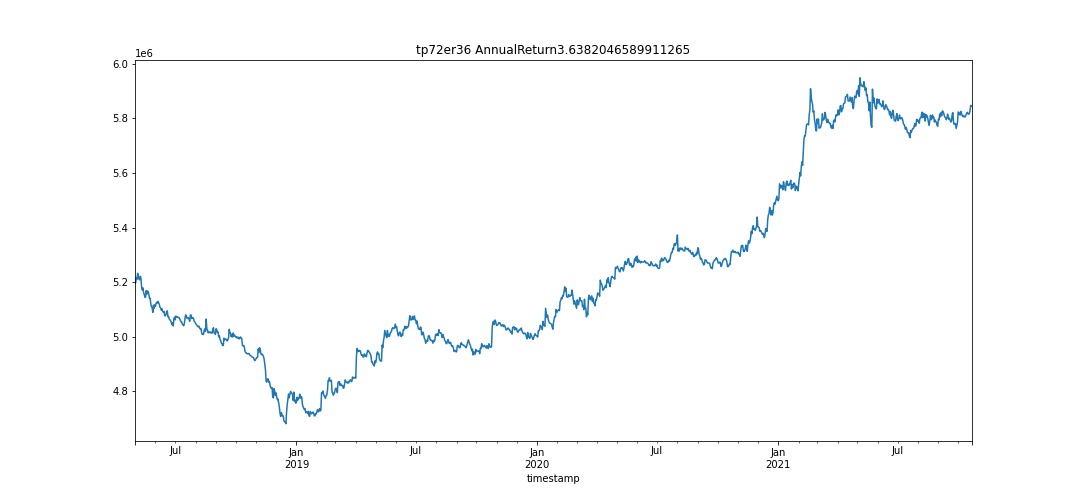 tp72er36 AnnualReturn3.6382046589911265
1e6
6.0
5.8
5.6
5.4
5.2
5.0
4.8
Jul Jan Jul Jan Jul Jan Jul
2019 2020 2021
timestamp